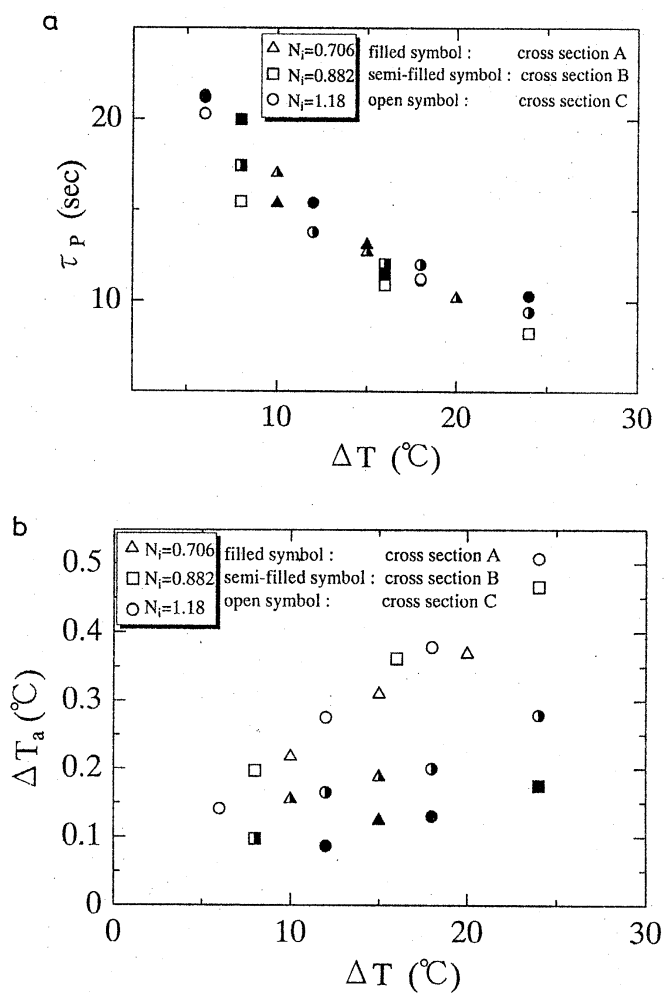 a
△ Nᵢ=0.706 filled symbol : cross section A
□ Nᵢ=0.882 semi-filled symbol : cross section B
○ Nᵢ=1.18 open symbol : cross section C
20
10
τ P (sec)
10 20 30
ΔT (℃)
b
△ Nᵢ=0.706 filled symbol : cross section A
□ Nᵢ=0.882 semi-filled symbol : cross section B
○ Nᵢ=1.18 open symbol : cross section C
0.5
0.4
0.3
0.2
0.1
0
ΔTa (℃)
0 10 20 30
ΔT (℃)